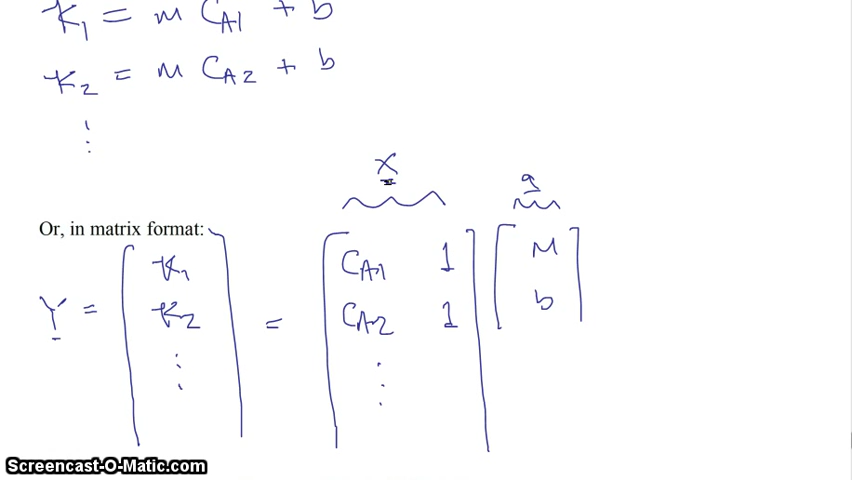 K1 = m CA1 + b
K2 = m CA2 + b
⋮
X a
Or, in matrix format:
Y = [ K1 = [ CA1 1 ] [ M
K2 CA2 1 b ]
⋮ ] ⋮
Screencast-O-Matic.com